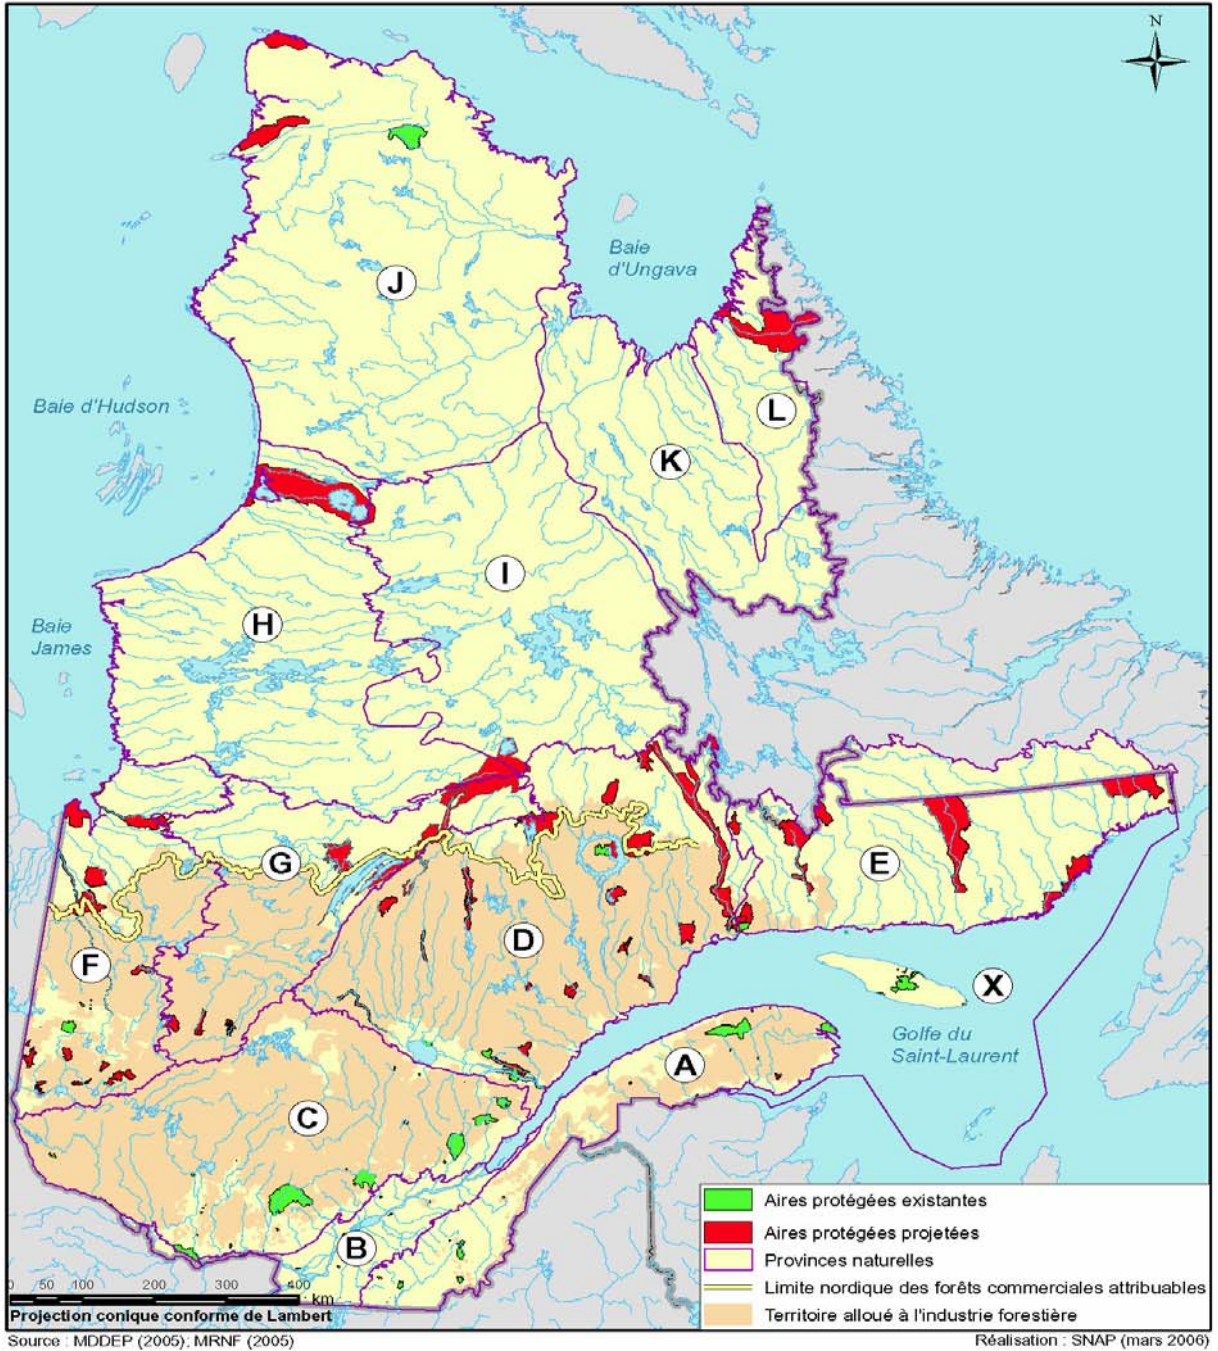 N
Baie
d'Ungava
J
Baie d'Hudson
L
K
I
H
Baie
James
G
E
D
F
X
Golfe du
Saint-Laurent
A
C
B
Aires protégées existantes
Aires protégées projetées
Provinces naturelles
Limite nordique des forêts commerciales attribuables
Territoire alloué à l'industrie forestière
0 50 100 200 300 400
km
Projection conique conforme de Lambert
Source : MDDEP (2005); MRNF (2005)
Réalisation : SNAP (mars 2006)